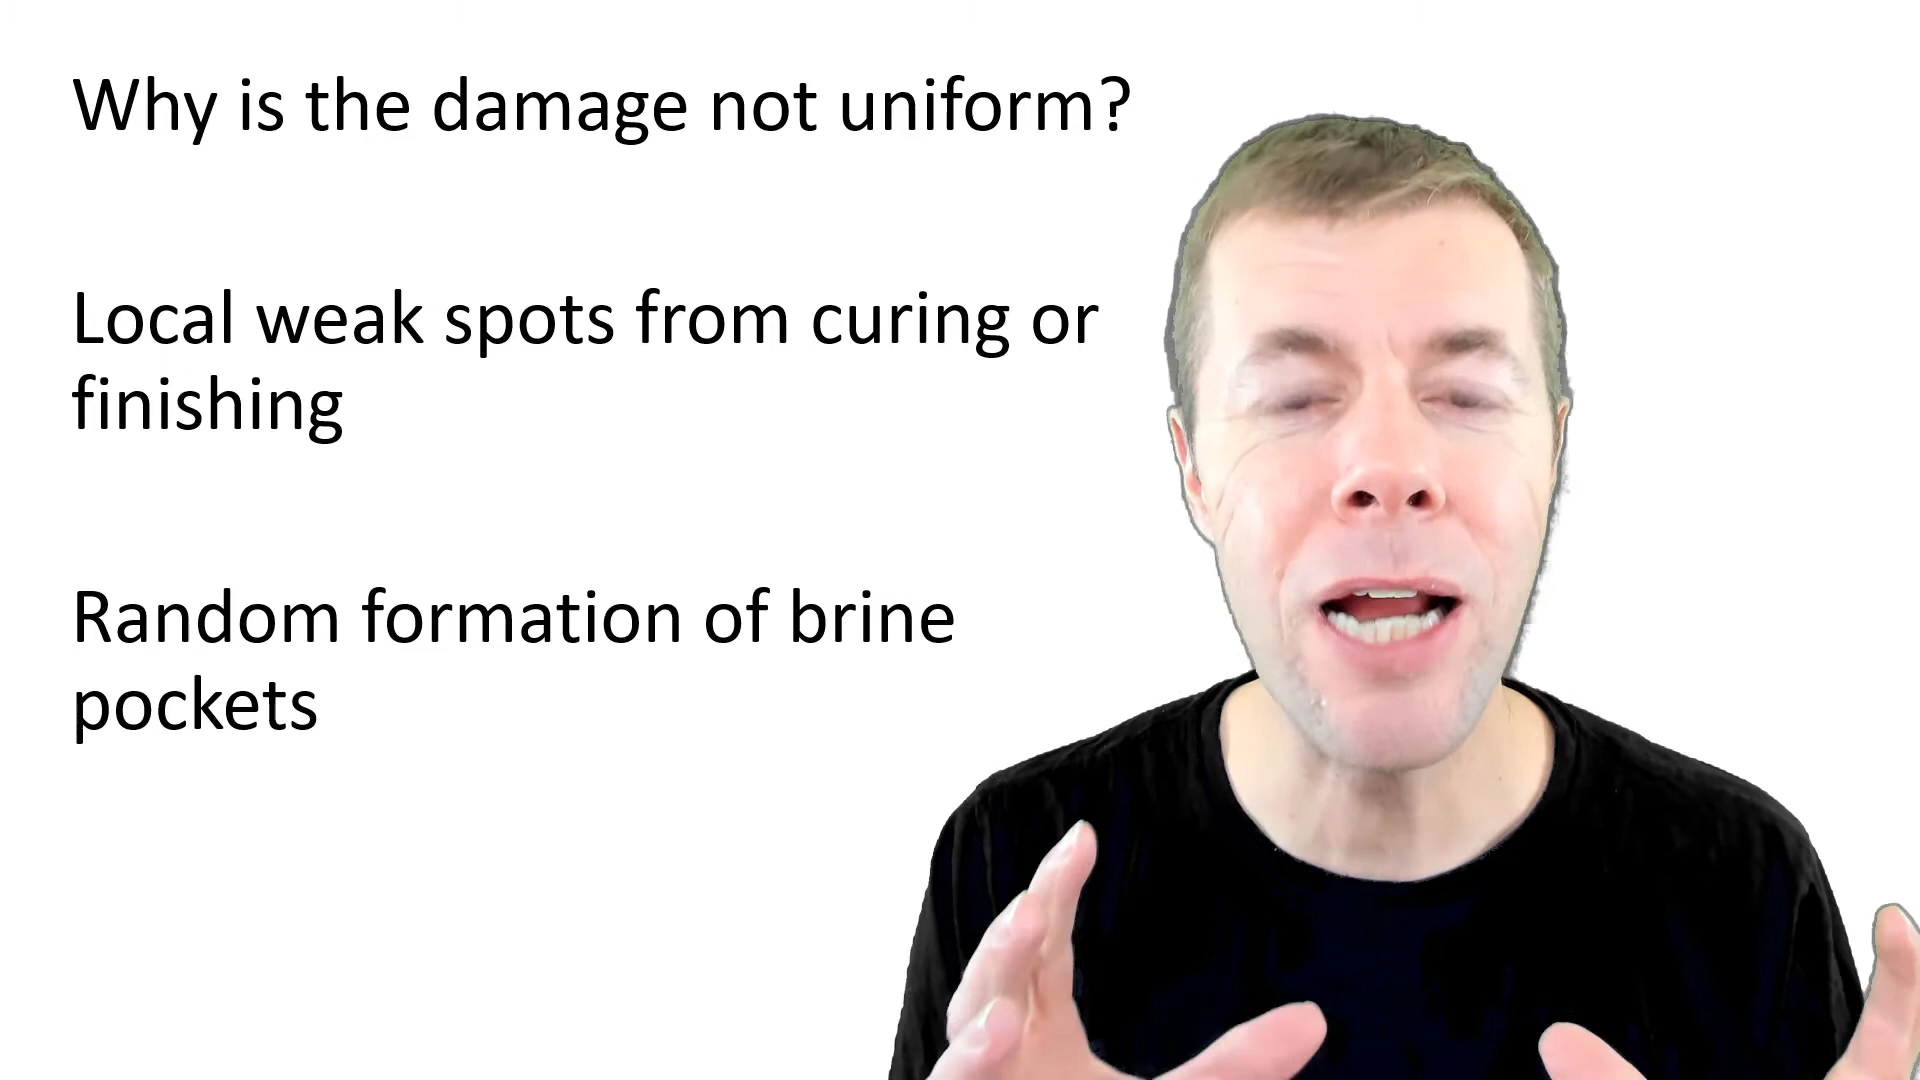 Why is the damage not uniform?
Local weak spots from curing or
finishing
Random formation of brine
pockets